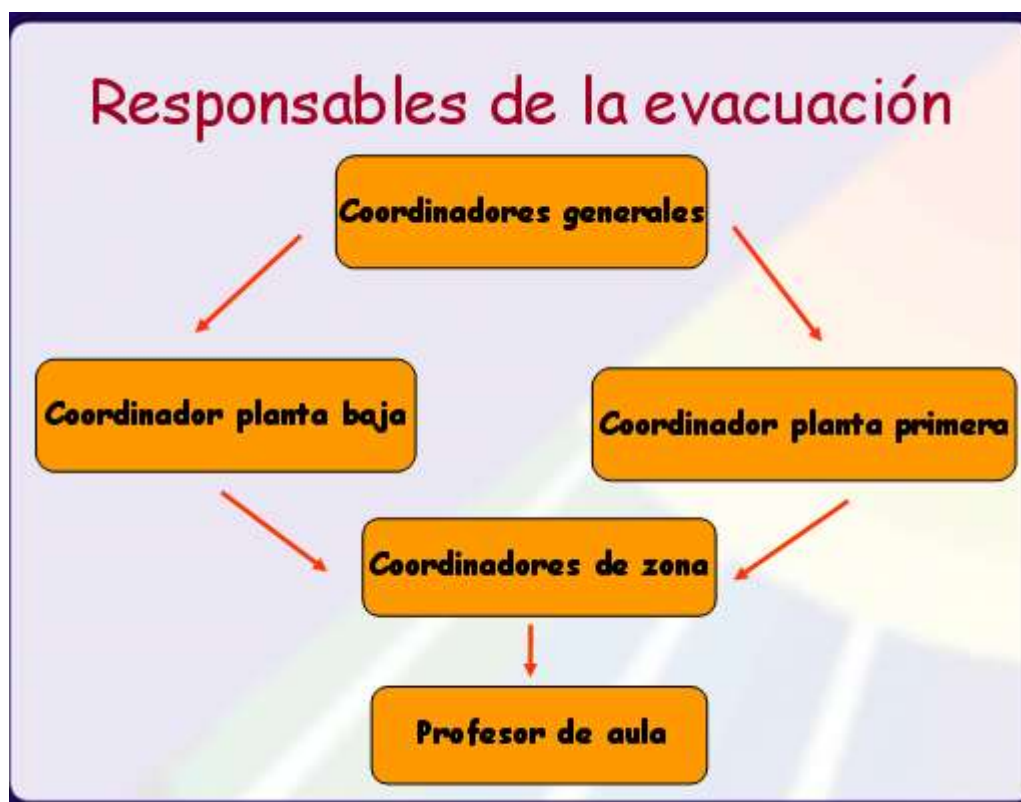 Responsables de la evacuación
Coordinadores generales
Coordinador planta baja
Coordinador planta primera
Coordinadores de zona
Profesor de aula